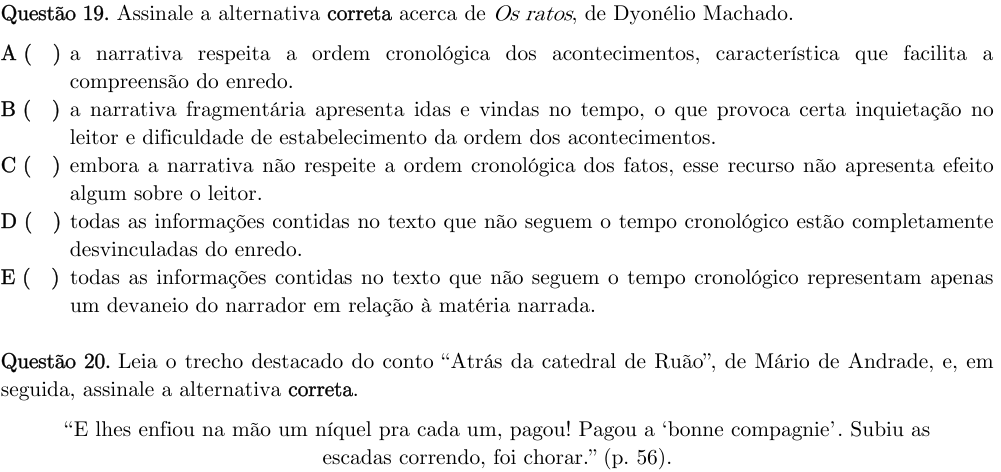 Questão 19. Assinale a alternativa correta acerca de Os ratos, de Dyonélio Machado.
A ( ) a narrativa respeita a ordem cronológica dos acontecimentos, característica que facilita a
compreensão do enredo.
B ( ) a narrativa fragmentária apresenta idas e vindas no tempo, o que provoca certa inquietação no
leitor e dificuldade de estabelecimento da ordem dos acontecimentos.
C ( ) embora a narrativa não respeite a ordem cronológica dos fatos, esse recurso não apresenta efeito
algum sobre o leitor.
D ( ) todas as informações contidas no texto que não seguem o tempo cronológico estão completamente
desvinculadas do enredo.
E ( ) todas as informações contidas no texto que não seguem o tempo cronológico representam apenas
um devaneio do narrador em relação à matéria narrada.
Questão 20. Leia o trecho destacado do conto “Atrás da catedral de Ruão”, de Mário de Andrade, e, em
seguida, assinale a alternativa correta.
“E lhes enfiou na mão um níquel pra cada um, pagou! Pagou a ‘bonne compagnie’. Subiu as
escadas correndo, foi chorar.” (p. 56).